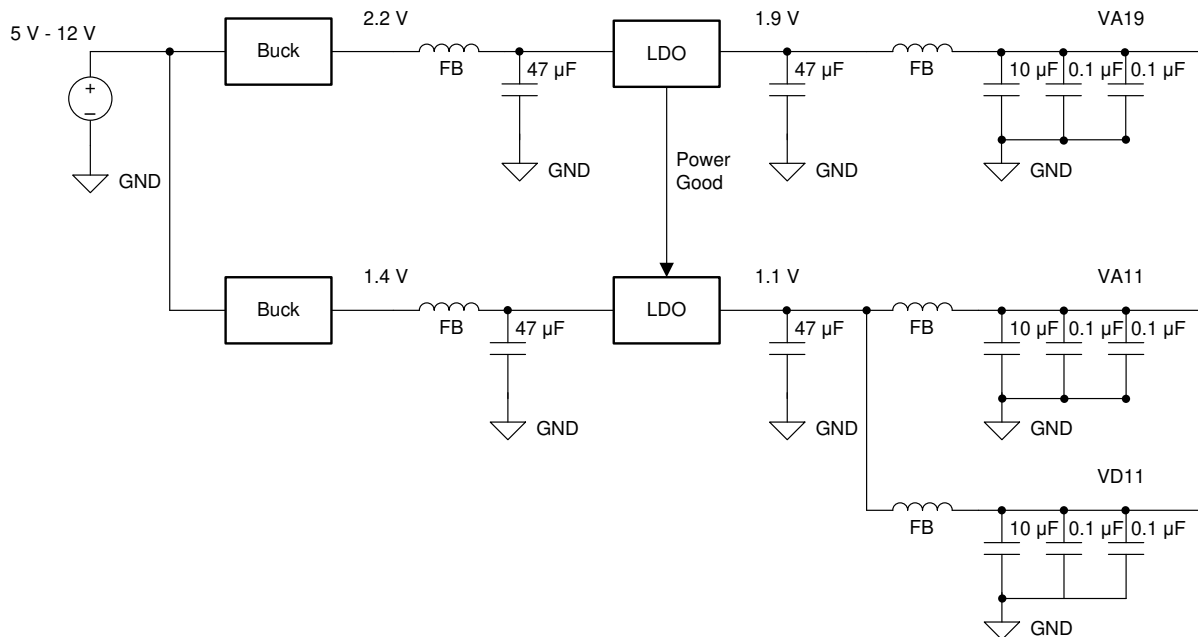 5 V - 12 V
Buck
2.2 V
FB
47 µF
LDO
1.9 V
47 µF
FB
VA19
10 µF
0.1 µF
0.1 µF
+
−
GND
GND
Power
Good
GND
GND
Buck
1.4 V
FB
47 µF
LDO
1.1 V
47 µF
FB
VA11
10 µF
0.1 µF
0.1 µF
GND
GND
GND
VD11
FB
10 µF
0.1 µF
0.1 µF
GND